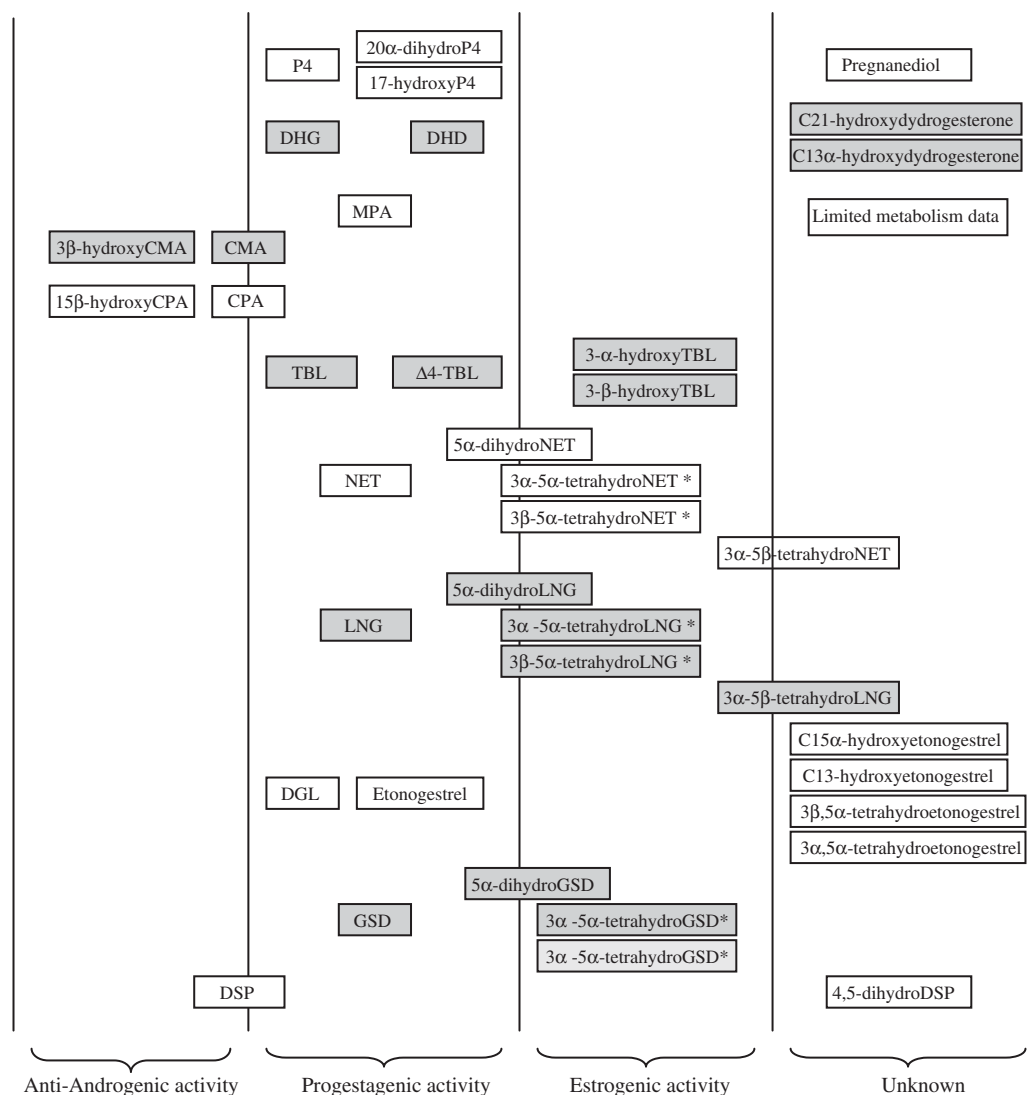 20α-dihydroP4
P4
Pregnanediol
17-hydroxyP4
C21-hydroxydydrogesterone
DHG
DHD
C13α-hydroxydydrogesterone
MPA
Limited metabolism data
3β-hydroxyCMA
CMA
15β-hydroxyCPA
CPA
3-α-hydroxyTBL
TBL
Δ4-TBL
3-β-hydroxyTBL
5α-dihydroNET
NET
3α-5α-tetrahydroNET *
3β-5α-tetrahydroNET *
3α-5β-tetrahydroNET
5α-dihydroLNG
LNG
3α -5α-tetrahydroLNG *
3β-5α-tetrahydroLNG *
3α-5β-tetrahydroLNG
C15α-hydroxyetonogestrel
C13-hydroxyetonogestrel
DGL
Etonogestrel
3β,5α-tetrahydroetonogestrel
3α,5α-tetrahydroetonogestrel
5α-dihydroGSD
GSD
3α -5α-tetrahydroGSD*
3α -5α-tetrahydroGSD*
DSP
4,5-dihydroDSP
Anti-Androgenic activity
Progestagenic activity
Estrogenic activity
Unknown